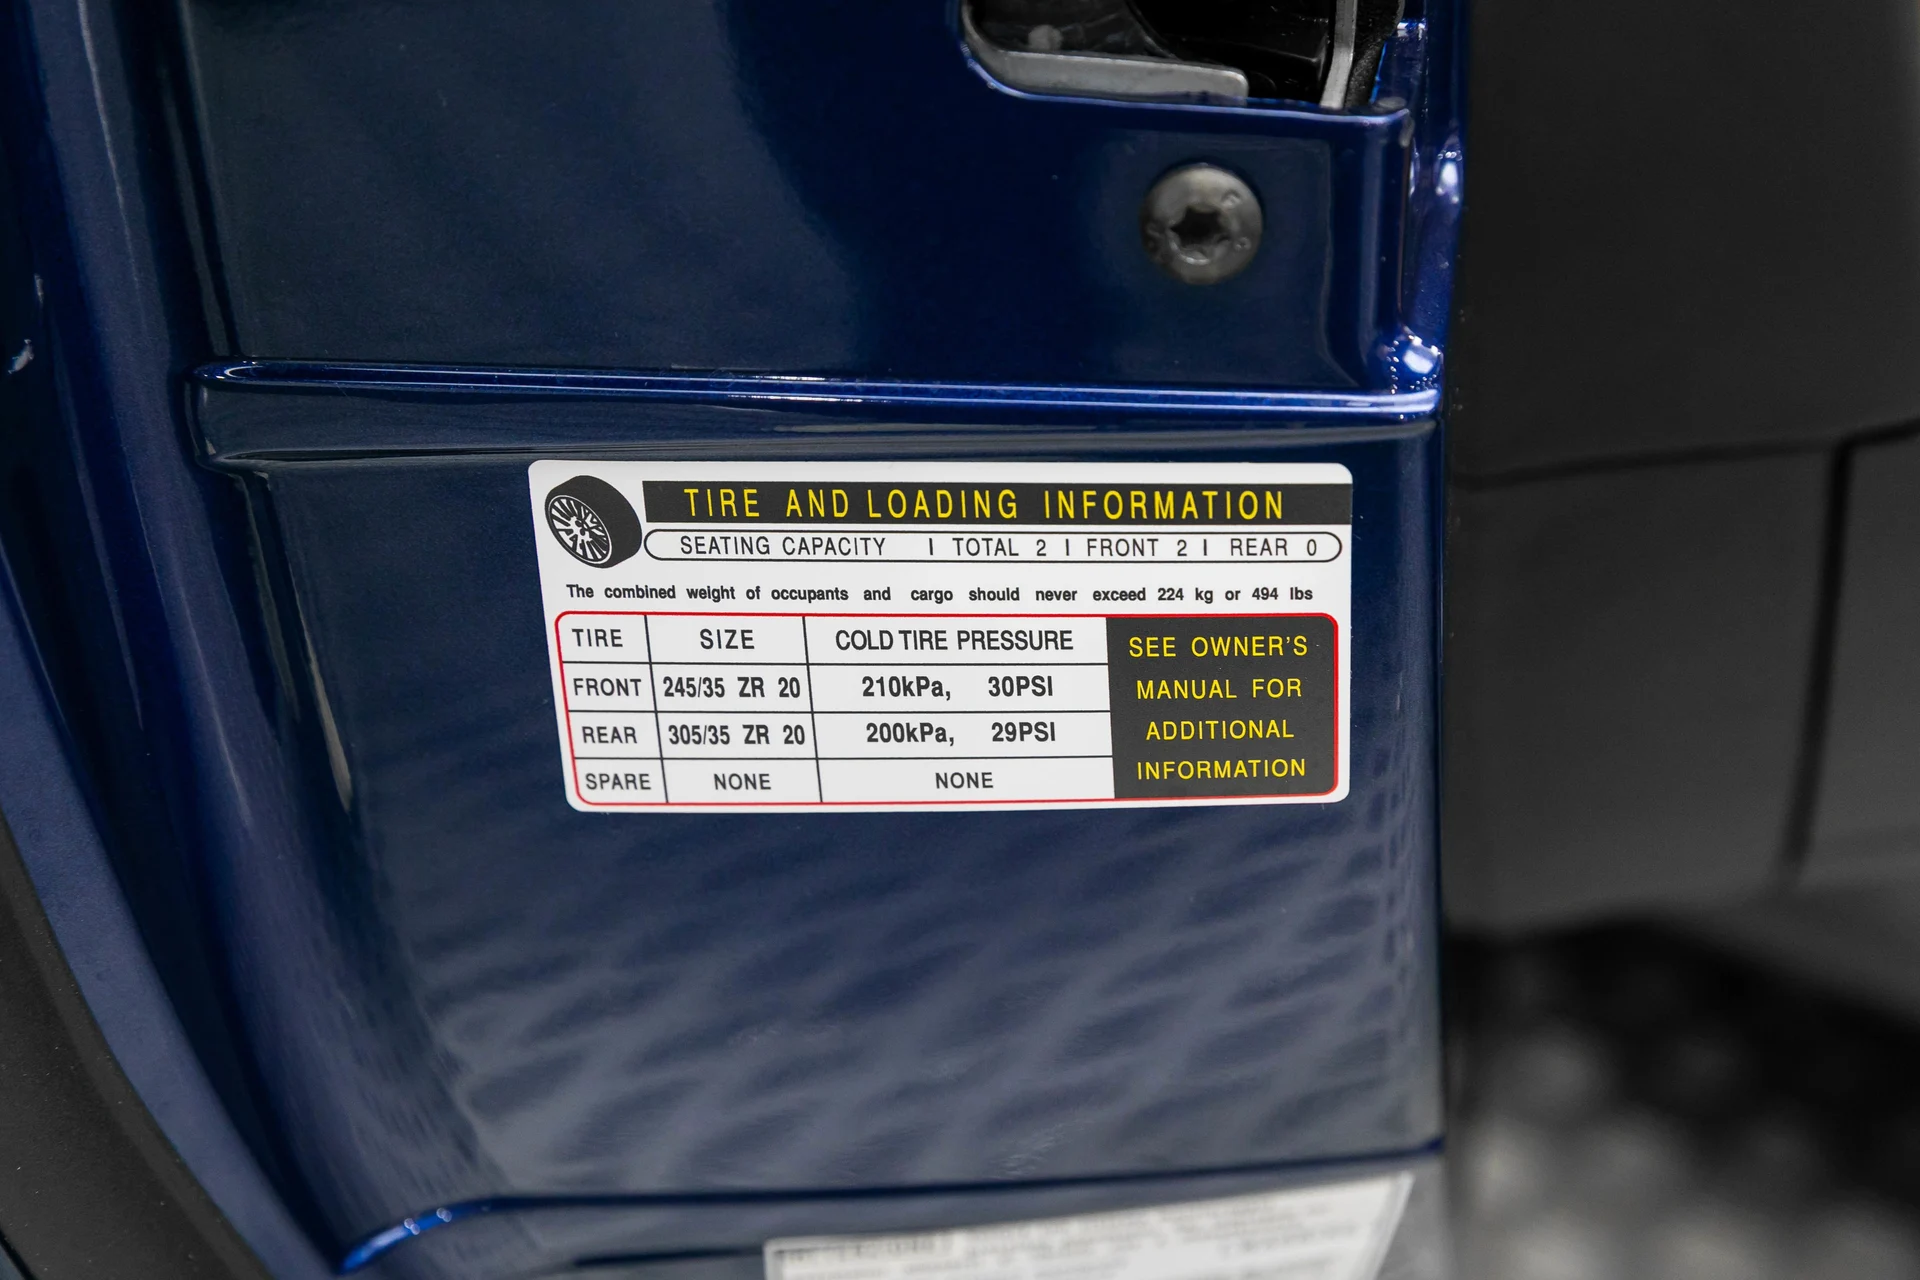 TIRE AND LOADING INFORMATION
SEATING CAPACITY | TOTAL 2 | FRONT 2 | REAR 0
The combined weight of occupants and cargo should never exceed 224 kg or 494 lbs
TIRE SIZE COLD TIRE PRESSURE
FRONT 245/35 ZR 20 210kPa, 30PSI
REAR 305/35 ZR 20 200kPa, 29PSI
SPARE NONE NONE
SEE OWNER'S
MANUAL FOR
ADDITIONAL
INFORMATION